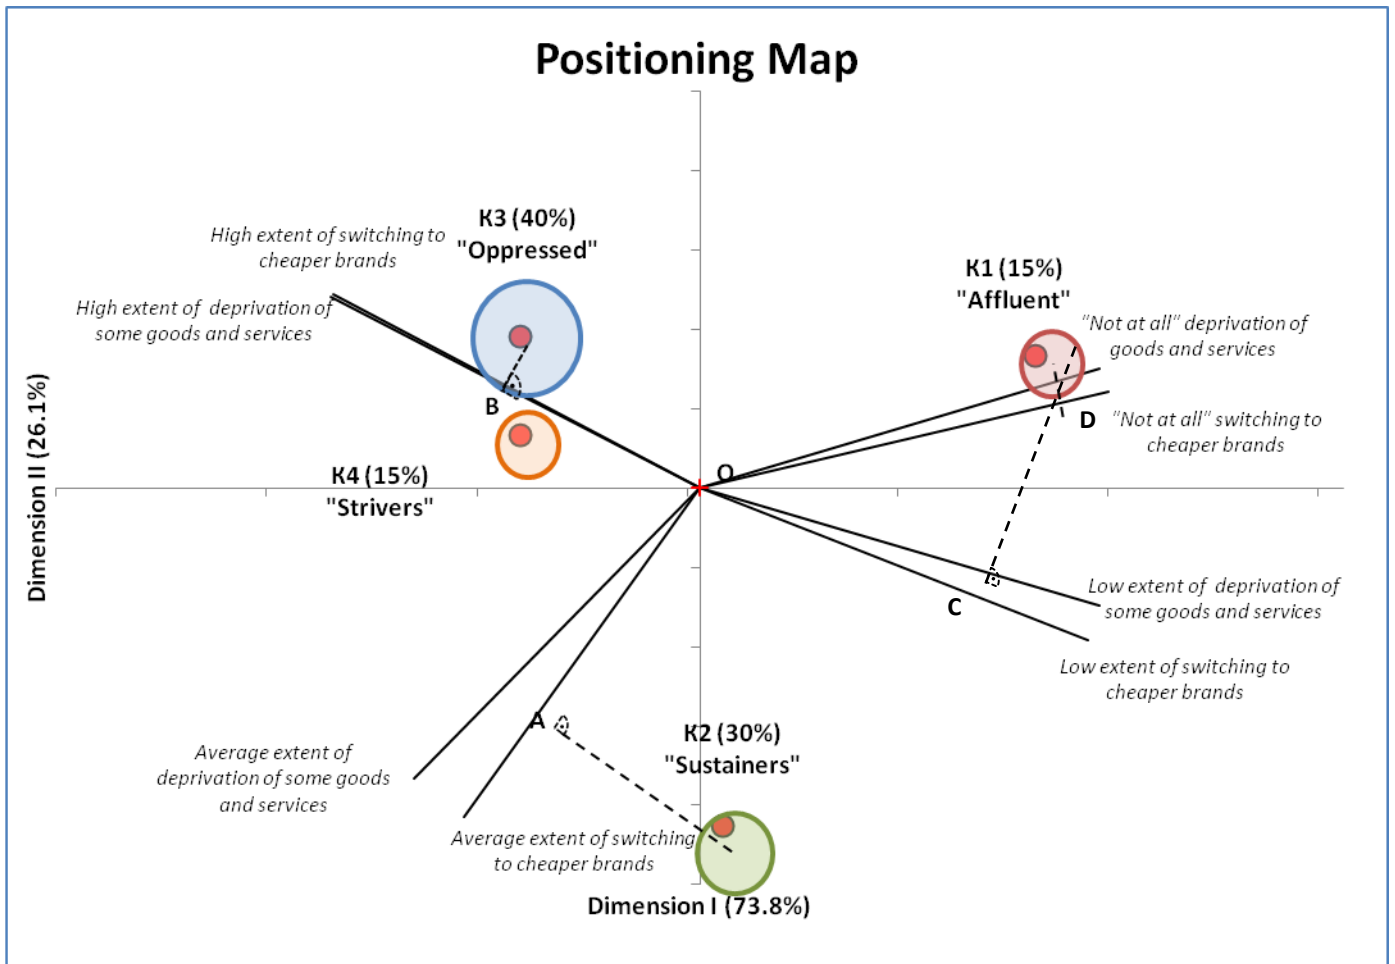 Positioning Map
K3 (40%)
"Oppressed"
High extent of switching to
cheaper brands
High extent of  deprivation of
some goods and services
K1 (15%)
"Affluent"
"Not at all" deprivation of
goods and services
"Not at all" switching to
cheaper brands
B
D
O
K4 (15%)
"Strivers"
Dimension II (26.1%)
Low extent of  deprivation of
some goods and services
C
Low extent of switching to
cheaper brands
A
K2 (30%)
"Sustainers"
Average extent of
deprivation of some goods
and services
Average extent of switching
to cheaper brands
Dimension I (73.8%)